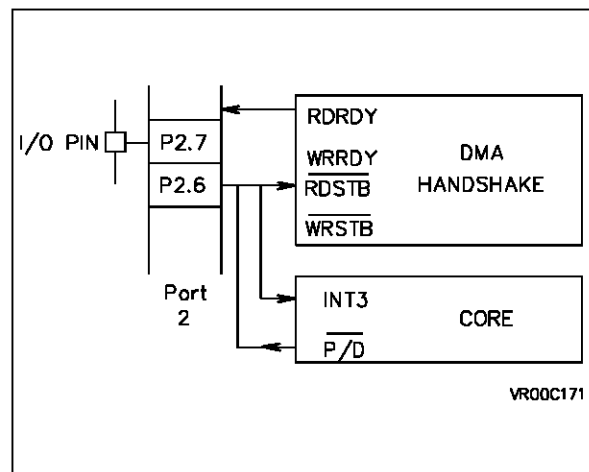 RDRDY
I/O PIN
P2.7
WRRDY
DMA
P2.6
RDSTB
HANDSHAKE
WRSTB
Port
2
INT3
CORE
P/D
VR00C171